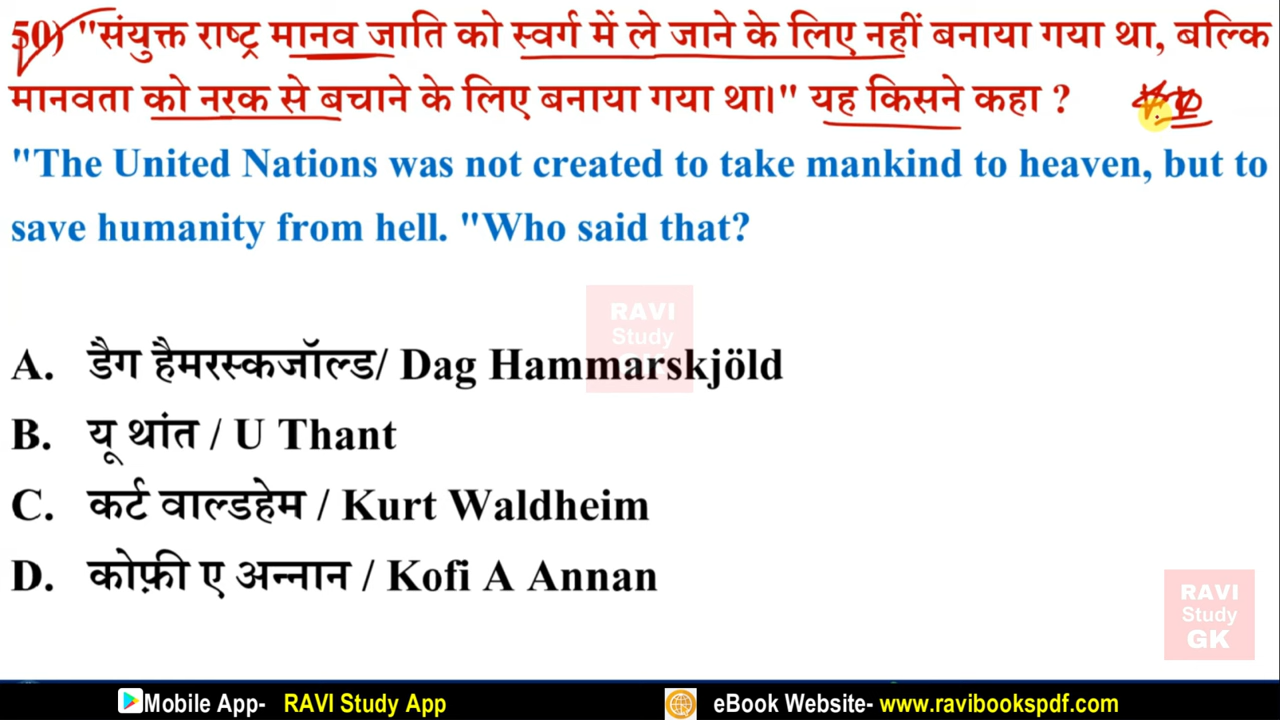 50) "संयुक्त राष्ट्र मानव जाति को स्वर्ग में ले जाने के लिए नहीं बनाया गया था, बल्कि
मानवता को नरक से बचाने के लिए बनाया गया था।" यह किसने कहा ?
"The United Nations was not created to take mankind to heaven, but to
save humanity from hell. "Who said that?
RAVI
Study
A. डैग हैमरस्कजॉल्ड/ Dag Hammarskjöld
B. यू थांत / U Thant
C. कर्ट वाल्डहेम / Kurt Waldheim
D. कोफ़ी ए अन्नान / Kofi A Annan
RAVI
Study
GK
Mobile App- RAVI Study App eBook Website- www.ravibookspdf.com